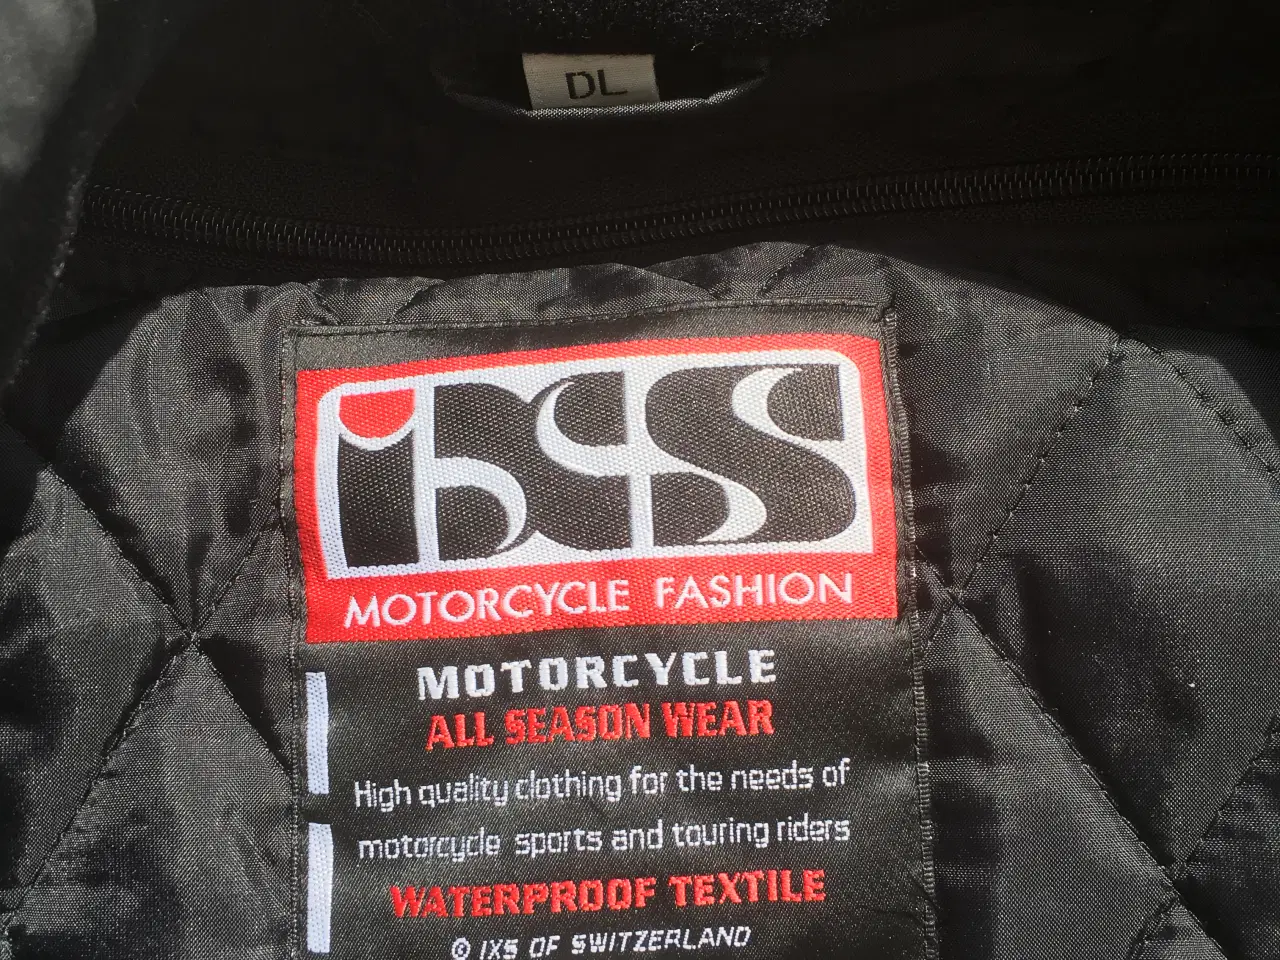 DL
iXS
MOTORCYCLE FASHION
MOTORCYCLE
ALL SEASON WEAR
High quality clothing for the needs of
motorcycle sports and touring riders
WATERPROOF TEXTILE
© IXS OF SWITZERLAND